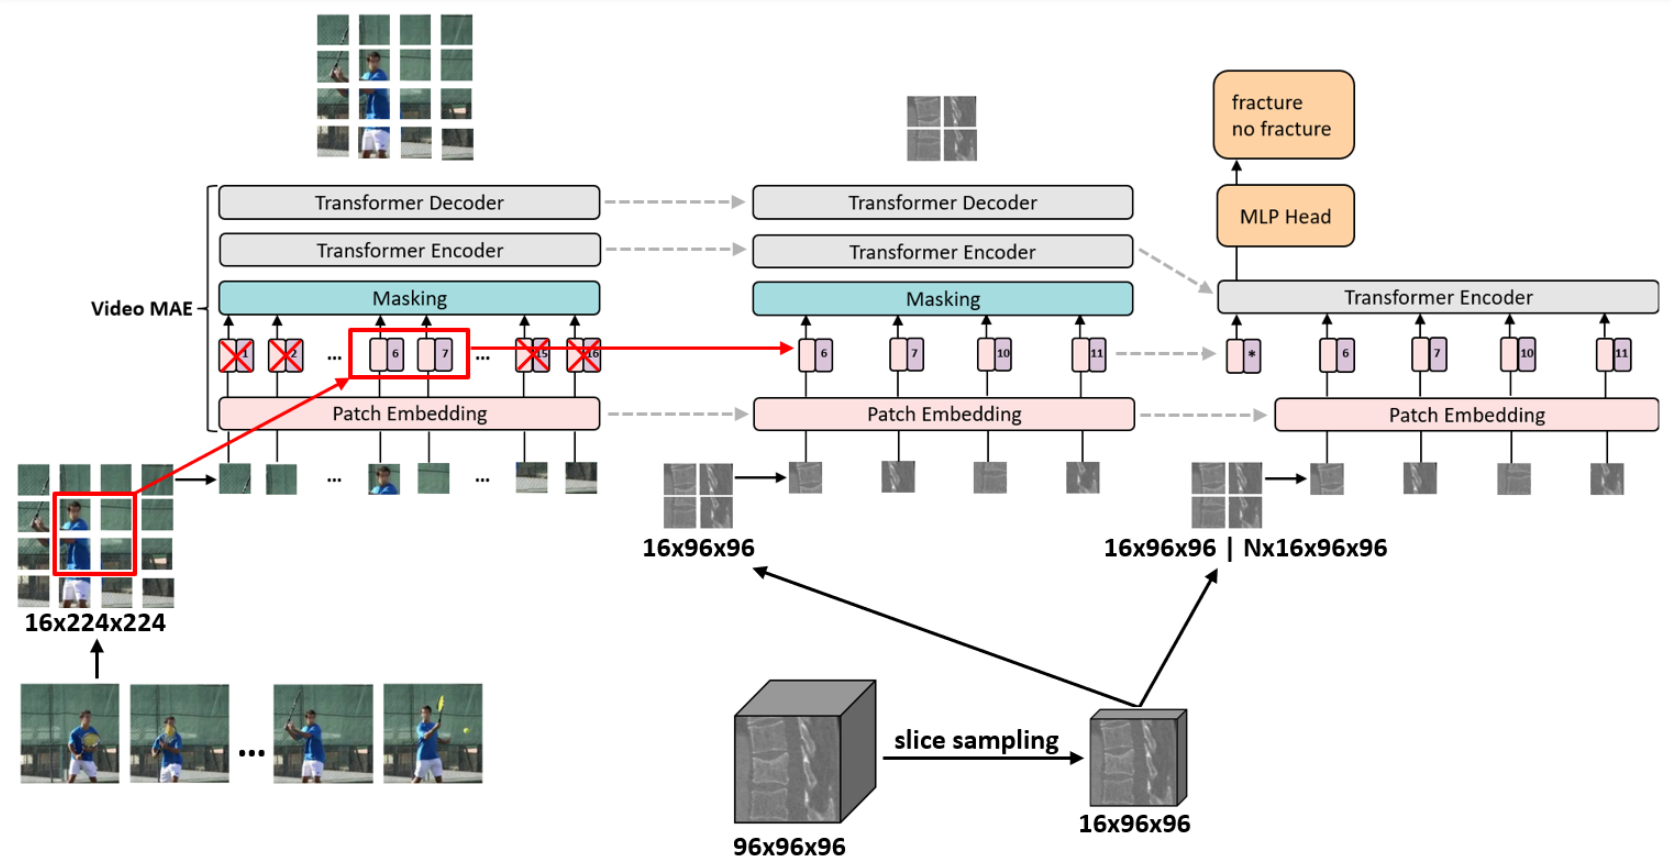 fracture
no fracture
MLP Head
Transformer Decoder
Transformer Decoder
Transformer Encoder
Transformer Encoder
Transformer Encoder
Video MAE
Masking
Masking
1
2
...
6
7
...
15
16
6
7
10
11
*
6
7
10
11
Patch Embedding
Patch Embedding
Patch Embedding
...
...
16x224x224
16x96x96
16x96x96 | Nx16x96x96
...
slice sampling
96x96x96
16x96x96